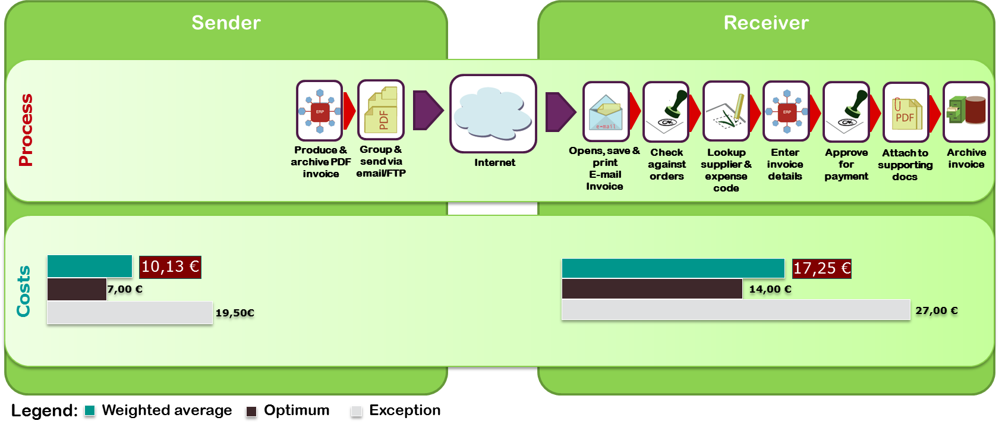 Sender
Receiver
Process
ERP
PDF
e-mail
OK
ERP
OK
PDF
Produce &
archive PDF
invoice
Group &
send via
email/FTP
Internet
Opens, save &
print
E-mail
Invoice
Check
against
orders
Lookup
supplier &
expense
code
Enter
invoice
details
Approve
for
payment
Attach to
supporting
docs
Archive
invoice
Costs
10,13 €
7,00 €
19,50€
17,25 €
14,00 €
27,00 €
Legend:
Weighted average
Optimum
Exception